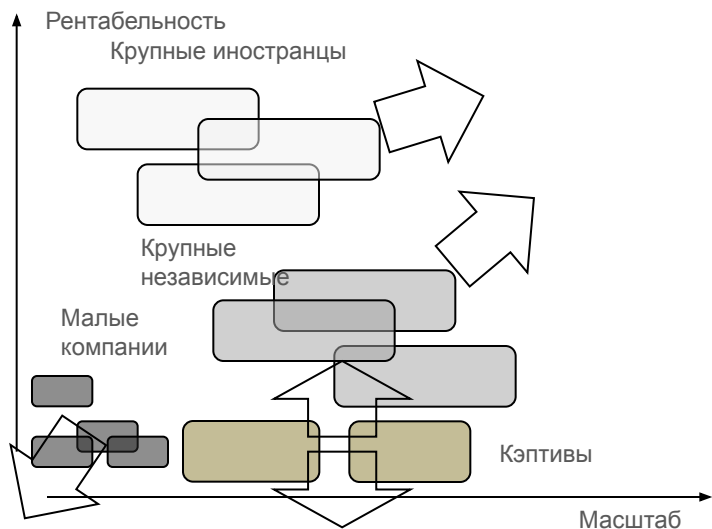 Рентабельность
Крупные иностранцы
Крупные
независимые
Малые
компании
Кэптивы
Масштаб